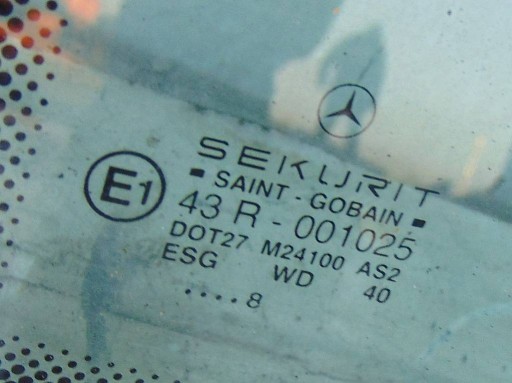 SEKURIT
SAINT - GOBAIN
E1
43 R - 001025
DOT27 M24100 AS2
ESG WD 40
....8